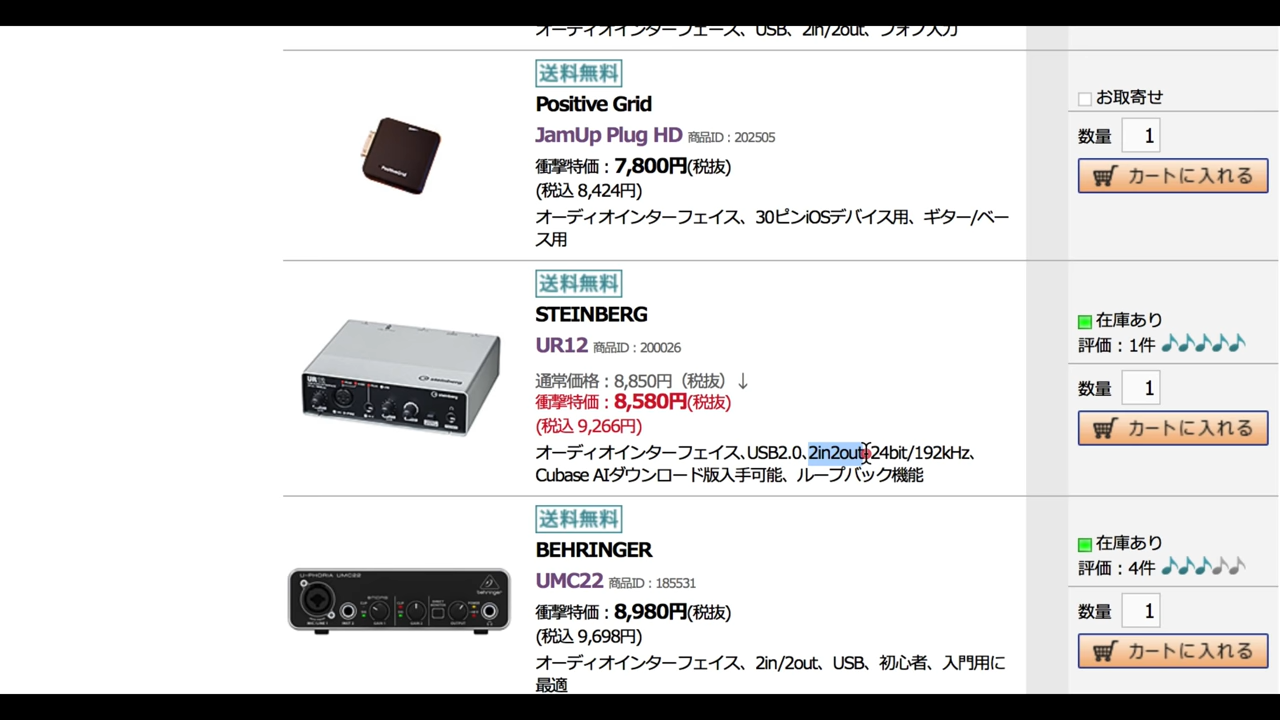 オーディオインターフェース、USB、2in/2out、フォノ入力
送料無料
Positive Grid
JamUp Plug HD 商品ID：202505
衝撃特価：7,800円(税抜)
(税込 8,424円)
オーディオインターフェイス、30ピンiOSデバイス用、ギター/ベー
ス用
お取寄せ
数量 1
カートに入れる
送料無料
STEINBERG
UR12 商品ID：200026
通常価格：8,850円（税抜）↓
衝撃特価：8,580円(税抜)
(税込 9,266円)
オーディオインターフェイス、USB2.0、2in2out、24bit/192kHz、
Cubase AIダウンロード版入手可能、ループバック機能
在庫あり
評価：1件
数量 1
カートに入れる
送料無料
BEHRINGER
UMC22 商品ID：185531
衝撃特価：8,980円(税抜)
(税込 9,698円)
オーディオインターフェイス、2in/2out、USB、初心者、入門用に
最適
在庫あり
評価：4件
数量 1
カートに入れる